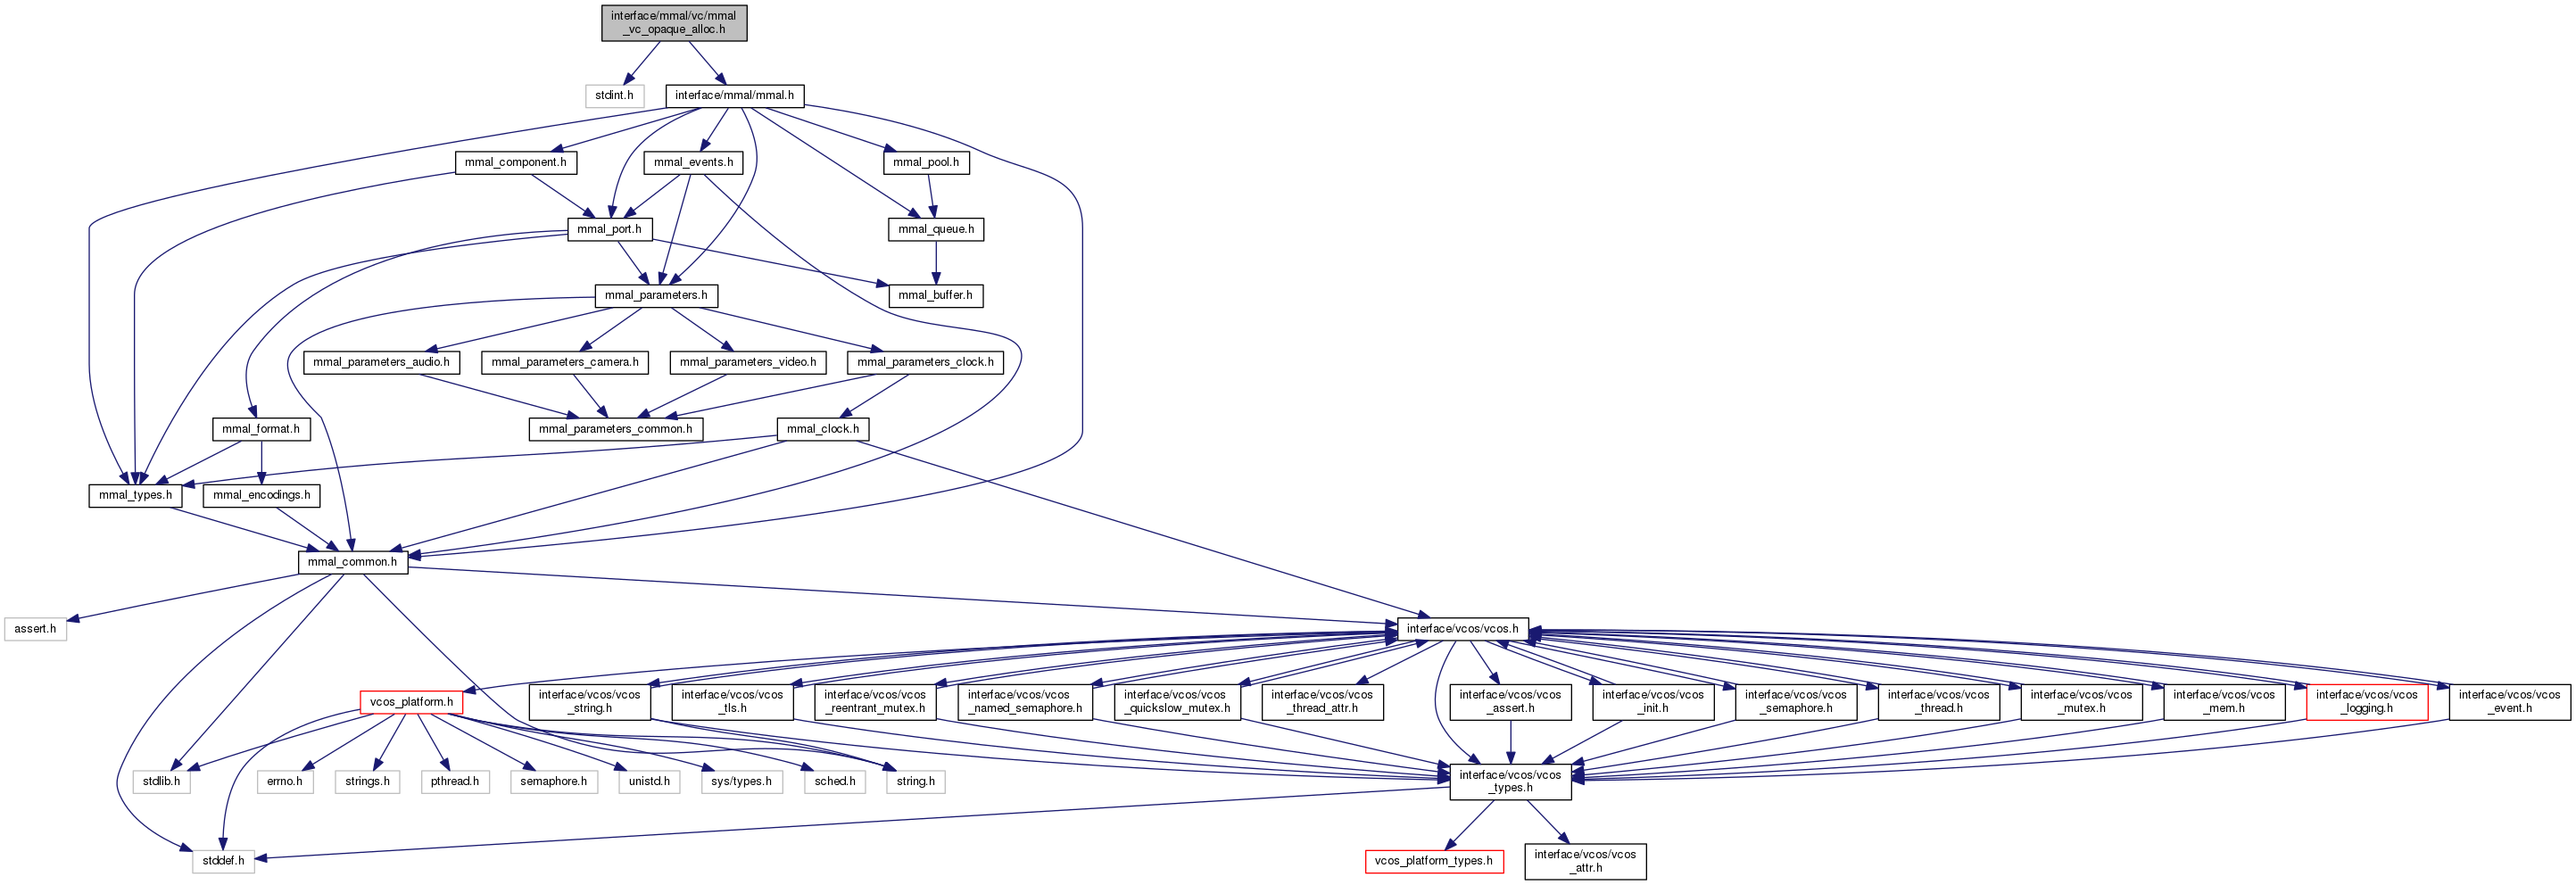 interface/mmal/vc/mmal
_vc_opaque_alloc.h
stdint.h
interface/mmal/mmal.h
mmal_component.h
mmal_events.h
mmal_pool.h
mmal_port.h
mmal_queue.h
mmal_parameters.h
mmal_buffer.h
mmal_parameters_audio.h
mmal_parameters_camera.h
mmal_parameters_video.h
mmal_parameters_clock.h
mmal_format.h
mmal_parameters_common.h
mmal_clock.h
mmal_types.h
mmal_encodings.h
mmal_common.h
assert.h
interface/vcos/vcos.h
vcos_platform.h
interface/vcos/vcos
_string.h
interface/vcos/vcos
_tls.h
interface/vcos/vcos
_reentrant_mutex.h
interface/vcos/vcos
_named_semaphore.h
interface/vcos/vcos
_quickslow_mutex.h
interface/vcos/vcos
_thread_attr.h
interface/vcos/vcos
_assert.h
interface/vcos/vcos
_init.h
interface/vcos/vcos
_semaphore.h
interface/vcos/vcos
_thread.h
interface/vcos/vcos
_mutex.h
interface/vcos/vcos
_mem.h
interface/vcos/vcos
_logging.h
interface/vcos/vcos
_event.h
stdlib.h
errno.h
strings.h
pthread.h
semaphore.h
unistd.h
sys/types.h
sched.h
string.h
interface/vcos/vcos
_types.h
stddef.h
vcos_platform_types.h
interface/vcos/vcos
_attr.h